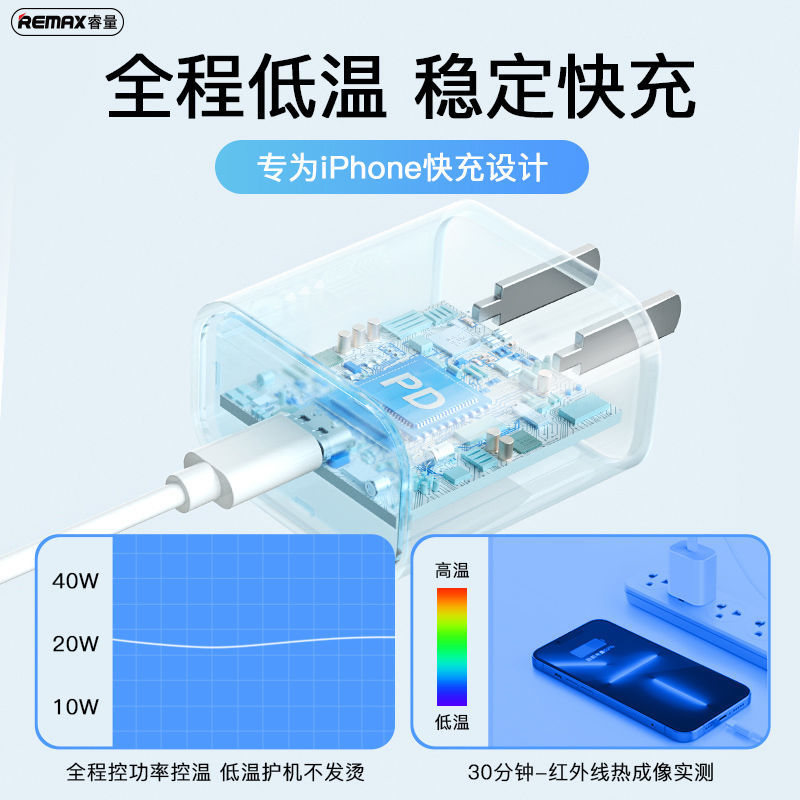 REMAX睿量
全程低温 稳定快充
专为iPhone快充设计
PD
40W
20W
10W
高温
低温
全程控功率控温 低温护机不发烫
30分钟-红外线热成像实测